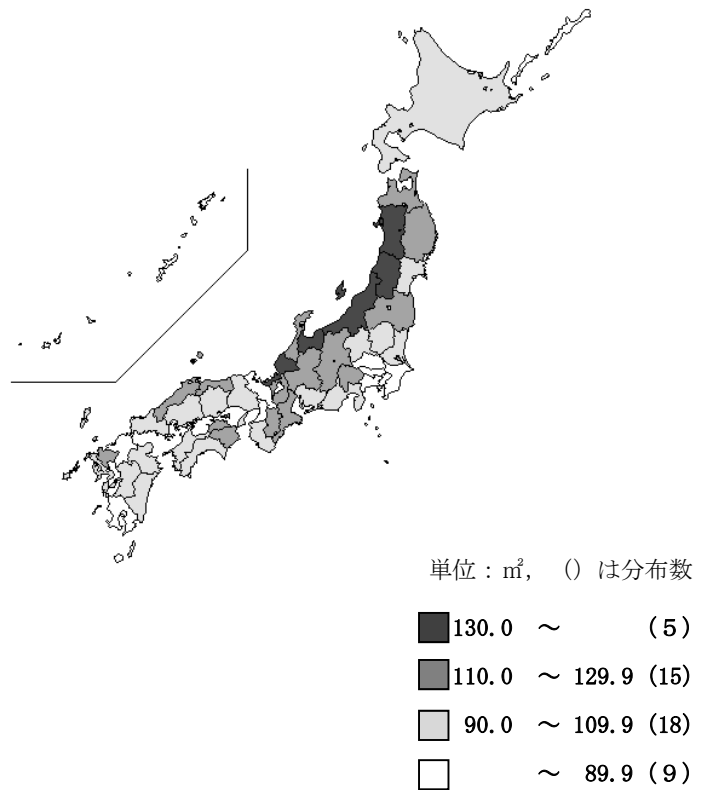 単位：㎡, （）は分布数
130.0 ～ (５)
110.0 ～ 129.9 (15)
90.0 ～ 109.9 (18)
～ 89.9 (９)